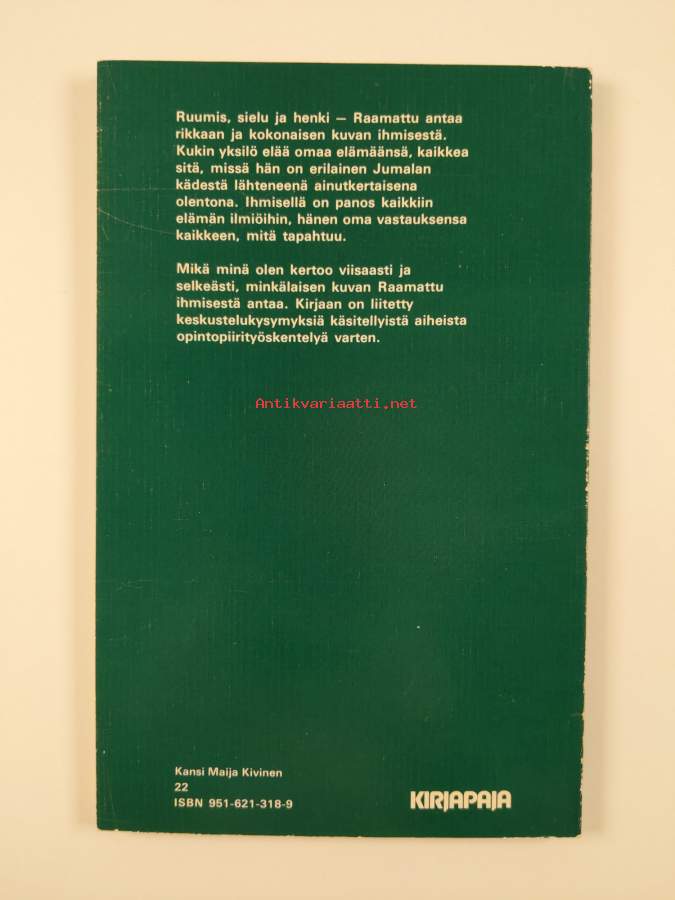 Ruumis, sielu ja henki – Raamattu antaa
rikkaan ja kokonaisen kuvan ihmisestä.
Kukin yksilö elää omaa elämäänsä, kaikkea
sitä, missä hän on erilainen Jumalan
kädestä lähteneenä ainutkertaisena
olentona. Ihmisellä on panos kaikkiin
elämän ilmiöihin, hänen oma vastauksensa
kaikkeen, mitä tapahtuu.
Mikä minä olen kertoo viisaasti ja
selkeästi, minkälaisen kuvan Raamattu
ihmisestä antaa. Kirjaan on liitetty
keskustelukysymyksiä käsitellyistä aiheista
opintopiirityöskentelyä varten.
Antikvariaatti.net
Kansi Maija Kivinen
22
ISBN 951-621-318-9
KIRJAPAJA